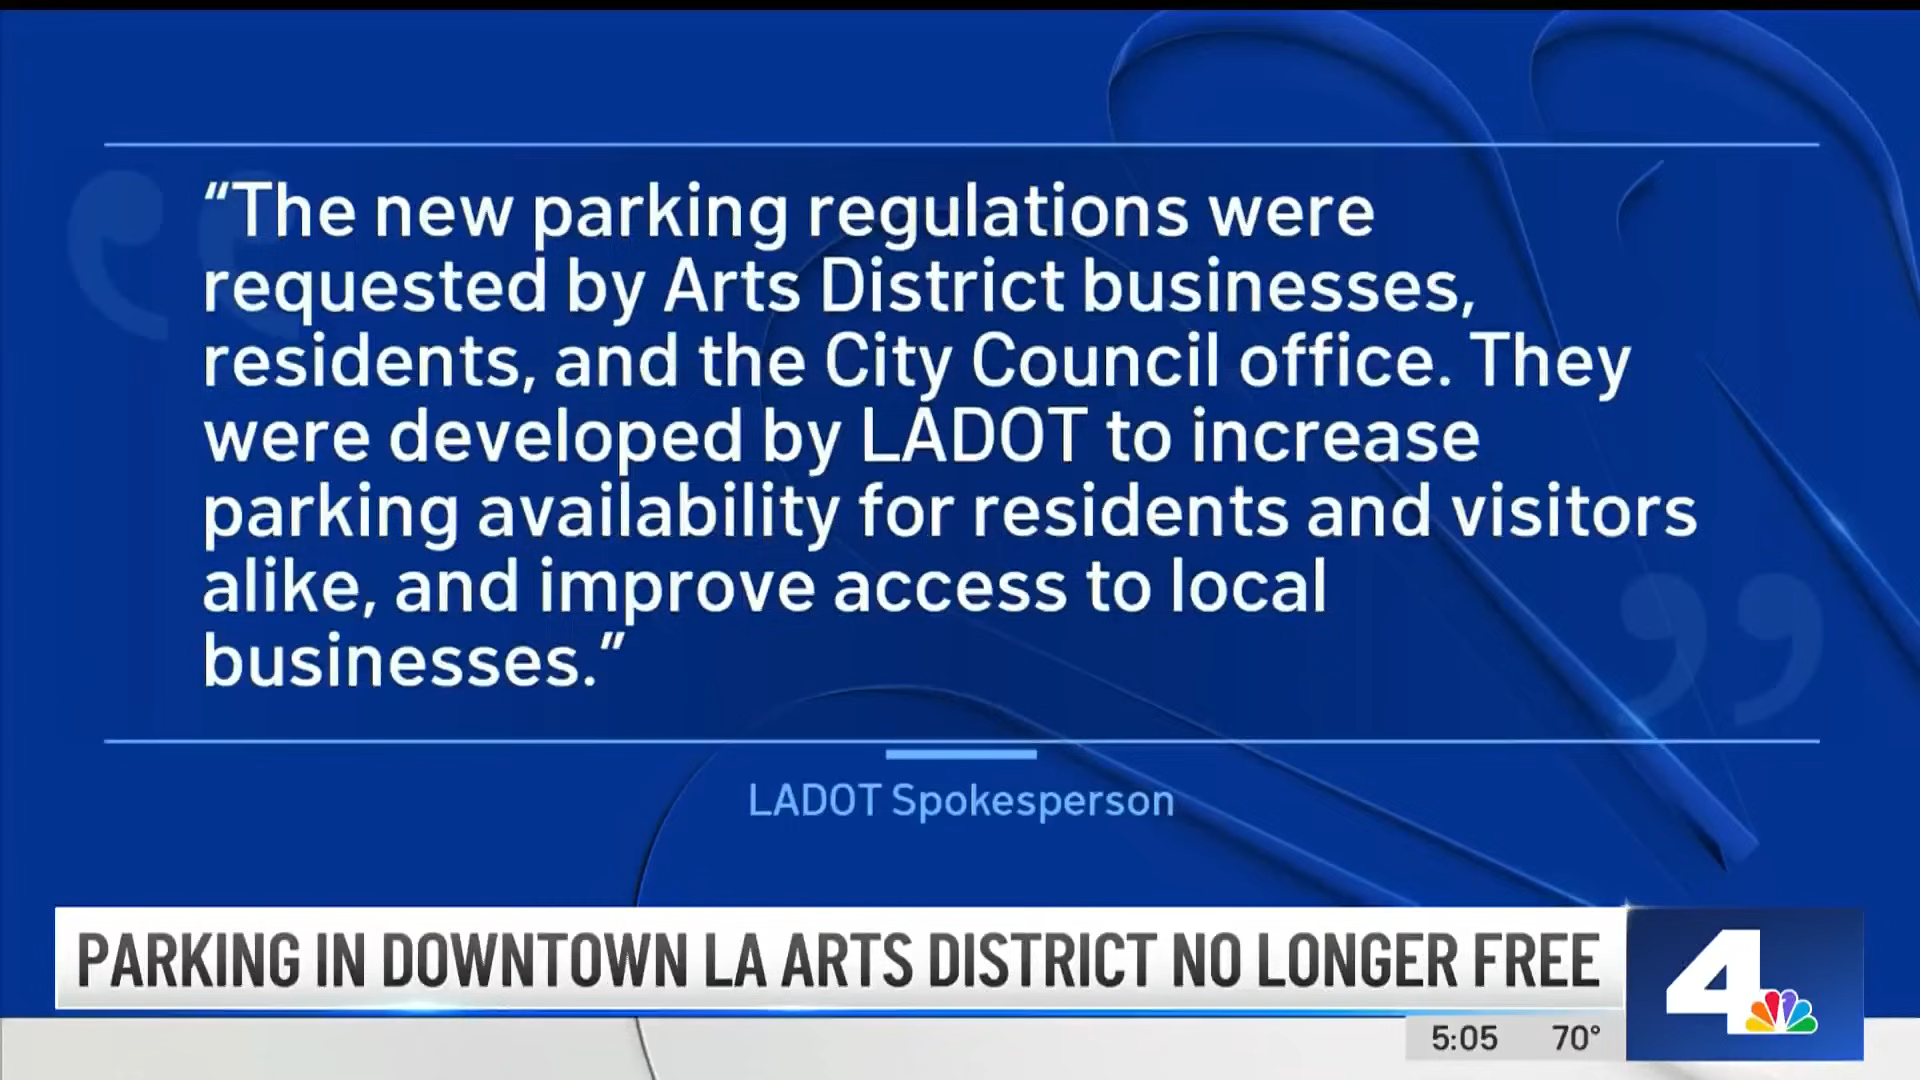 “The new parking regulations were
requested by Arts District businesses,
residents, and the City Council office. They
were developed by LADOT to increase
parking availability for residents and visitors
alike, and improve access to local
businesses.”
LADOT Spokesperson
PARKING IN DOWNTOWN LA ARTS DISTRICT NO LONGER FREE
4
5:05 70°